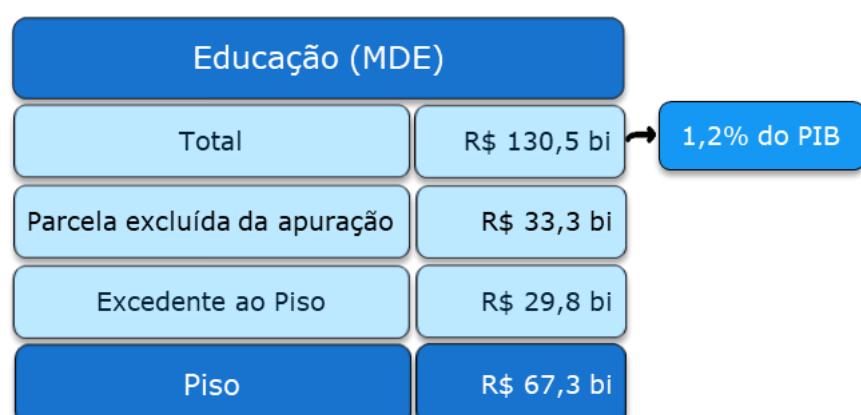 Educação (MDE)
Total R$ 130,5 bi 1,2% do PIB
Parcela excluída da apuração R$ 33,3 bi
Excedente ao Piso R$ 29,8 bi
Piso R$ 67,3 bi